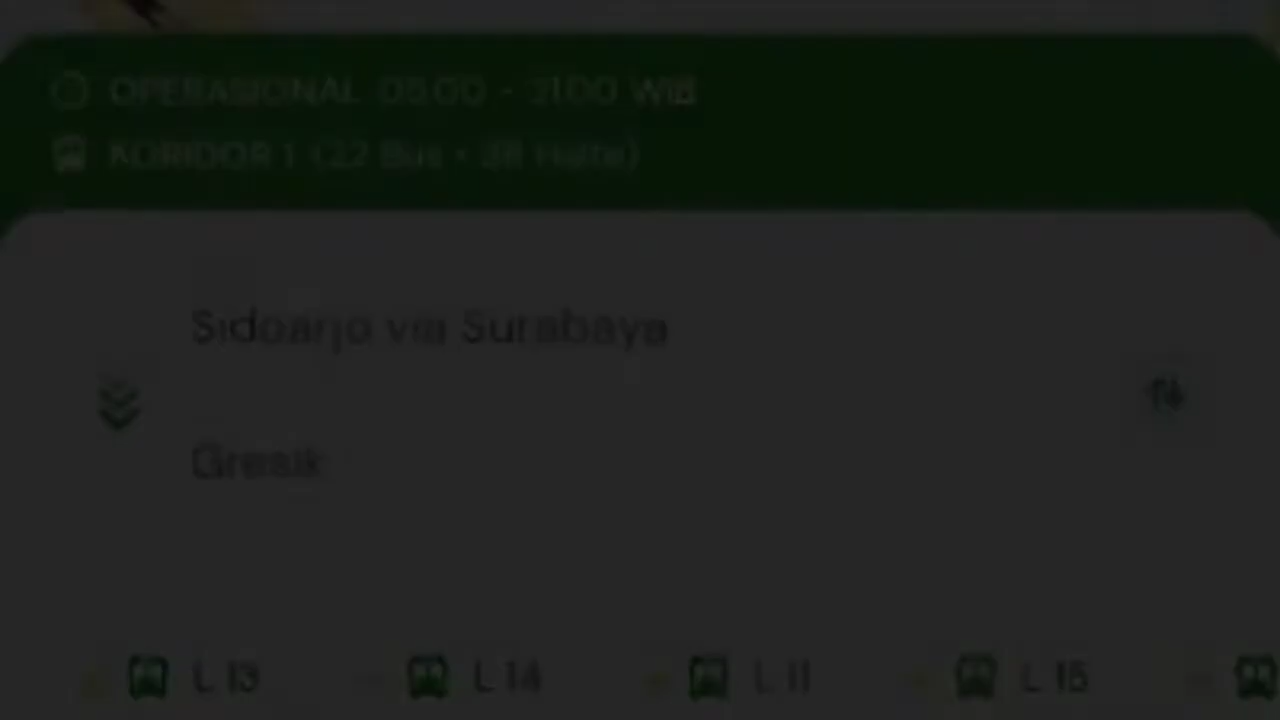 OPERASIONAL 05:00 - 21:00 WIB
KORIDOR 1 (22 Bus • Halte)
Sidoarjo via Surabaya
Gresik
L 13 L 14 L 11 L 15